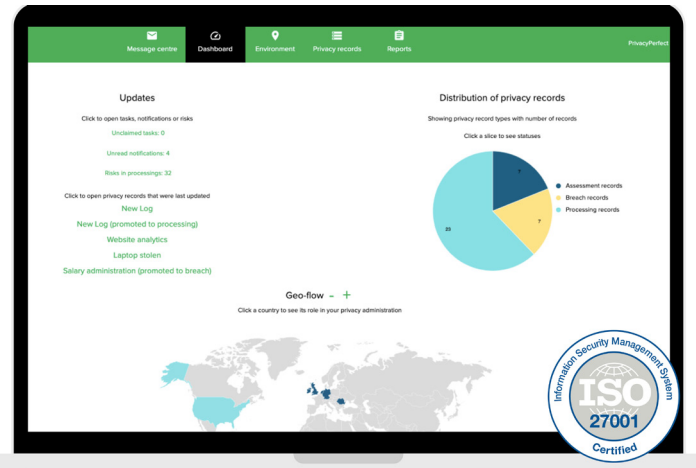 Message centre
Dashboard
Environment
Privacy records
Reports
PrivacyPerfect
Updates
Click to open tasks, notifications or risks
Unclaimed tasks: 0
Unread notifications: 4
Risks in processings: 32
Click to open privacy records that were last updated
New Log
New Log (promoted to processing)
Website analytics
Laptop stolen
Salary administration (promoted to breach)
Distribution of privacy records
Showing privacy record types with number of records
Click a slice to see statuses
7
Assessment records
Breach records
Processing records
Geo-flow - +
Click a country to see its role in your privacy administration
Information Security Management System
ISO
27001
Certified